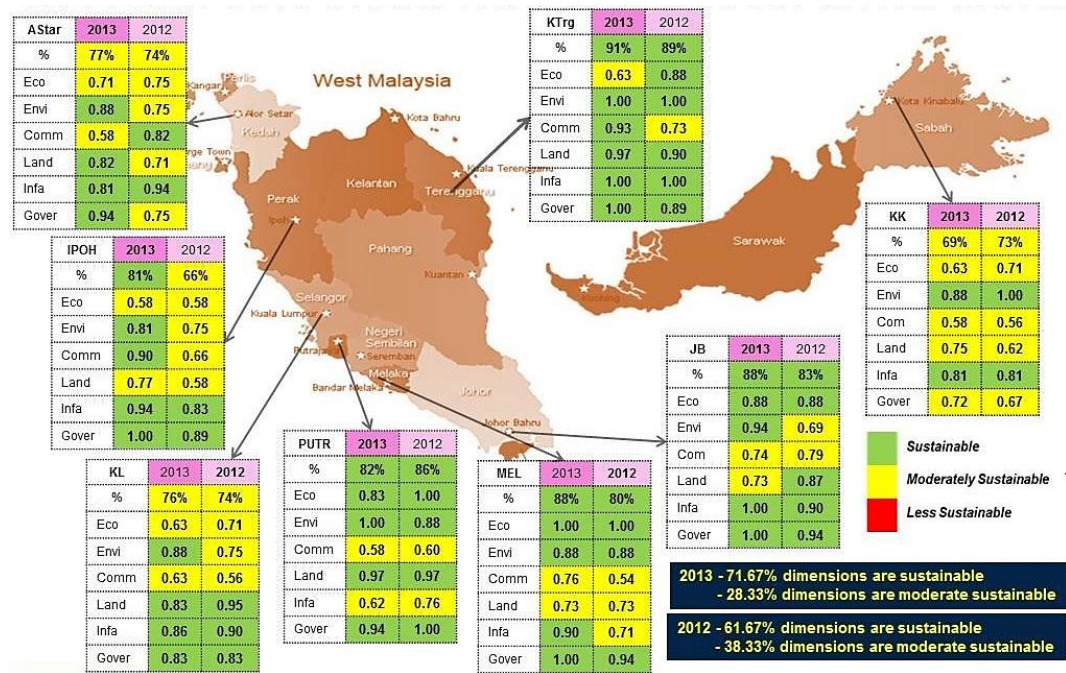 AStar 2013 2012
% 77% 74%
Eco 0.71 0.75
Envi 0.88 0.75
Comm 0.58 0.82
Land 0.82 0.71
Infa 0.81 0.94
Gover 0.94 0.75
KTrg 2013 2012
% 91% 89%
Eco 0.63 0.88
Envi 1.00 1.00
Comm 0.93 0.73
Land 0.97 0.90
Infa 1.00 1.00
Gover 1.00 0.89
West Malaysia
Perlis
Kangar
Alor Setar
Kedah
Kota Bahru
Kelantan
Kuala Terengganu
Terengganu
Perak
Ipoh
Pahang
Kuantan
Selangor
Kuala Lumpur
Negeri
Sembilan
Putrajaya
Seremban
Melaka
Bandar Melaka
Johor
Johor Bahru
Kota Kinabalu
Sabah
Sarawak
Kuching
IPOH 2013 2012
% 81% 66%
Eco 0.58 0.58
Envi 0.81 0.75
Comm 0.90 0.66
Land 0.77 0.58
Infa 0.94 0.83
Gover 1.00 0.89
KK 2013 2012
% 69% 73%
Eco 0.63 0.71
Envi 0.88 1.00
Com 0.58 0.56
Land 0.75 0.62
Infa 0.81 0.81
Gover 0.72 0.67
JB 2013 2012
% 88% 83%
Eco 0.88 0.88
Envi 0.94 0.69
Com 0.74 0.79
Land 0.73 0.87
Infa 1.00 0.90
Gover 1.00 0.94
KL 2013 2012
% 76% 74%
Eco 0.63 0.71
Envi 0.88 0.75
Comm 0.63 0.56
Land 0.83 0.95
Infa 0.86 0.90
Gover 0.83 0.83
PUTR 2013 2012
% 82% 86%
Eco 0.83 1.00
Envi 1.00 0.88
Comm 0.58 0.60
Land 0.97 0.97
Infa 0.62 0.76
Gover 0.94 1.00
MEL 2013 2012
% 88% 80%
Eco 1.00 1.00
Envi 0.88 0.88
Comm 0.76 0.54
Land 0.73 0.73
Infa 0.90 0.71
Gover 1.00 0.94
Sustainable
Moderately Sustainable
Less Sustainable
2013 - 71.67% dimensions are sustainable
- 28.33% dimensions are moderate sustainable
2012 - 61.67% dimensions are sustainable
- 38.33% dimensions are moderate sustainable